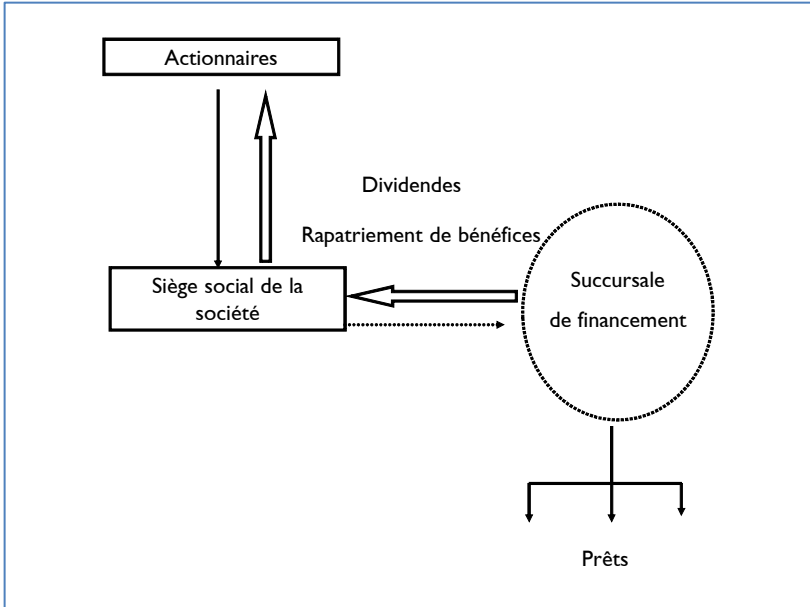 Actionnaires
Dividendes
Rapatriement de bénéfices
Siège social de la
société
Succursale
de financement
Prêts